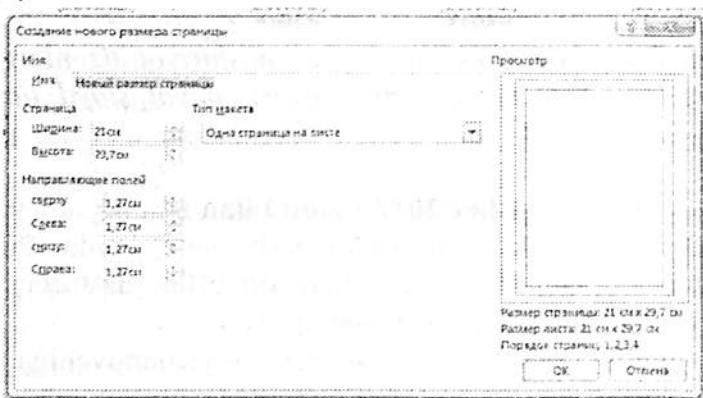 Создание нового размера страницы
Имя
Имя: Новый размер страницы
Страница
Ширина: 21 см
Высота: 29,7 см
Тип макета
Одна страница на листе
Направляющие полей
сверху 1,27 см
Слева: 1,27 см
снизу 1,27 см
Справа: 1,27 см
Просмотр
Размер страницы: 21 см x 29,7 см
Размер листа: 21 см x 29,7 см
Порядок страниц: 1,2,3,4
ОК
Отмена